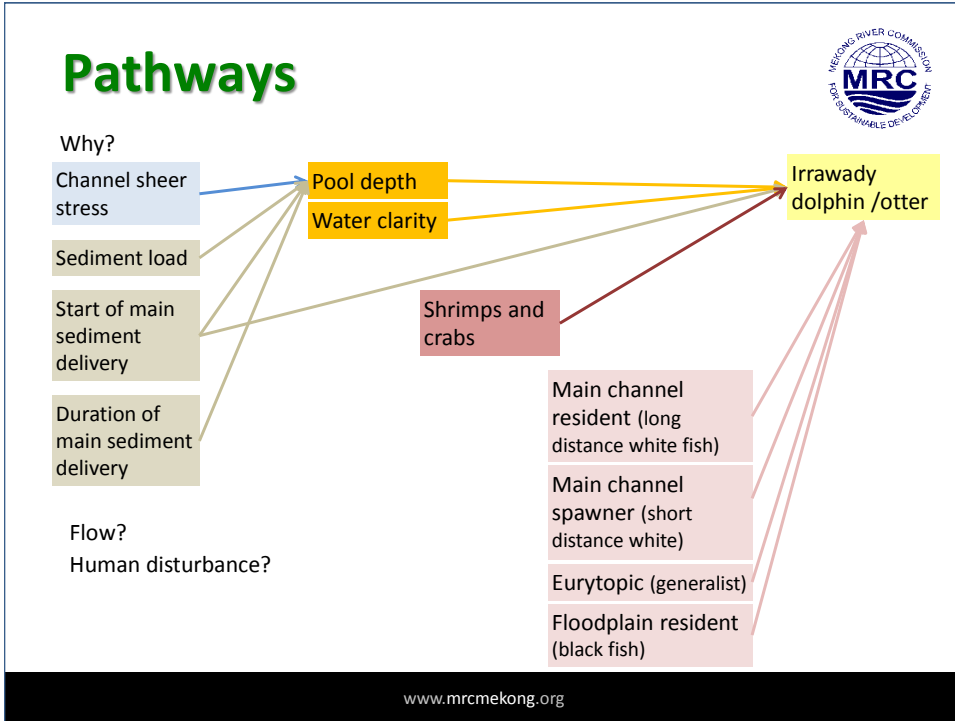 Pathways
MEKONG RIVER COMMISSION
MRC
FOR SUSTAINABLE DEVELOPMENT
Why?
Channel sheer
stress
Pool depth
Water clarity
Irrawady
dolphin /otter
Sediment load
Start of main
sediment
delivery
Shrimps and
crabs
Duration of
main sediment
delivery
Main channel
resident (long
distance white fish)
Main channel
spawner (short
distance white)
Eurytopic (generalist)
Floodplain resident
(black fish)
Flow?
Human disturbance?
www.mrcmekong.org